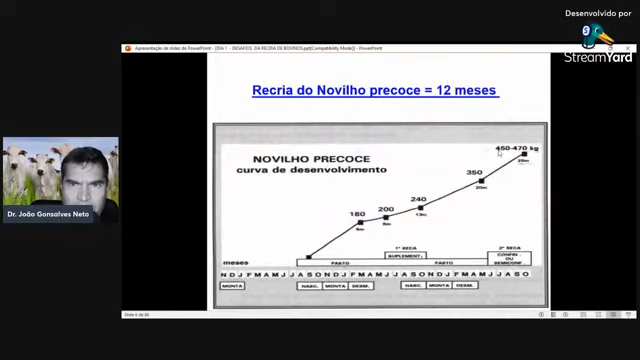 Desenvolvido por
S
StreamYard
Apresentação de slides do PowerPoint - [DIA 1 - DESAFIOS DA RECRIA DE BOVINOS.ppt [Compatibility Mode]] - PowerPoint
Recria do Novilho precoce = 12 meses
450-470 kg
NOVILHO PRECOCE
curva de desenvolvimento
350
20m
240
13m
200
180
6m
Dr. João Gonsalves Neto
1ª SECA
2ª SECA
SUPLEMENT.
CONFIN.
OU
SEMICONF.
meses
PASTO
PASTO
N D J F M A M J J A S O N D J F M A M J J A S O N D J F M A M J J A S O
MONTA
NASC.
MONTA
DESM.
NASC.
MONTA
DESM.